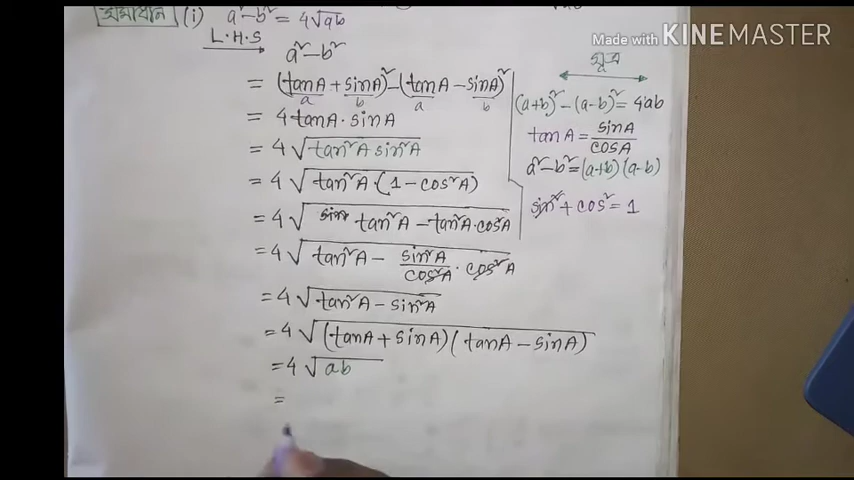 সমাধান (i) a² - b² = 4√ab
L.H.S
a² - b²
= (tanA + sinA)² - (tanA - sinA)²
a b a b
= 4 tanA · sinA
= 4 √tan²A sin²A
= 4 √tan²A · (1 - cos²A)
= 4 √tan²A - tan²A · cos²A
= 4 √tan²A - sin²A/cos²A · cos²A
= 4 √tan²A - sin²A
= 4 √(tanA + sinA)(tanA - sinA)
= 4 √ab
=
Made with KINEMASTER
সূত্র
(a+b)² - (a-b)² = 4ab
tan A = sinA/cosA
a² - b² = (a+b)(a-b)
sin² + cos² = 1